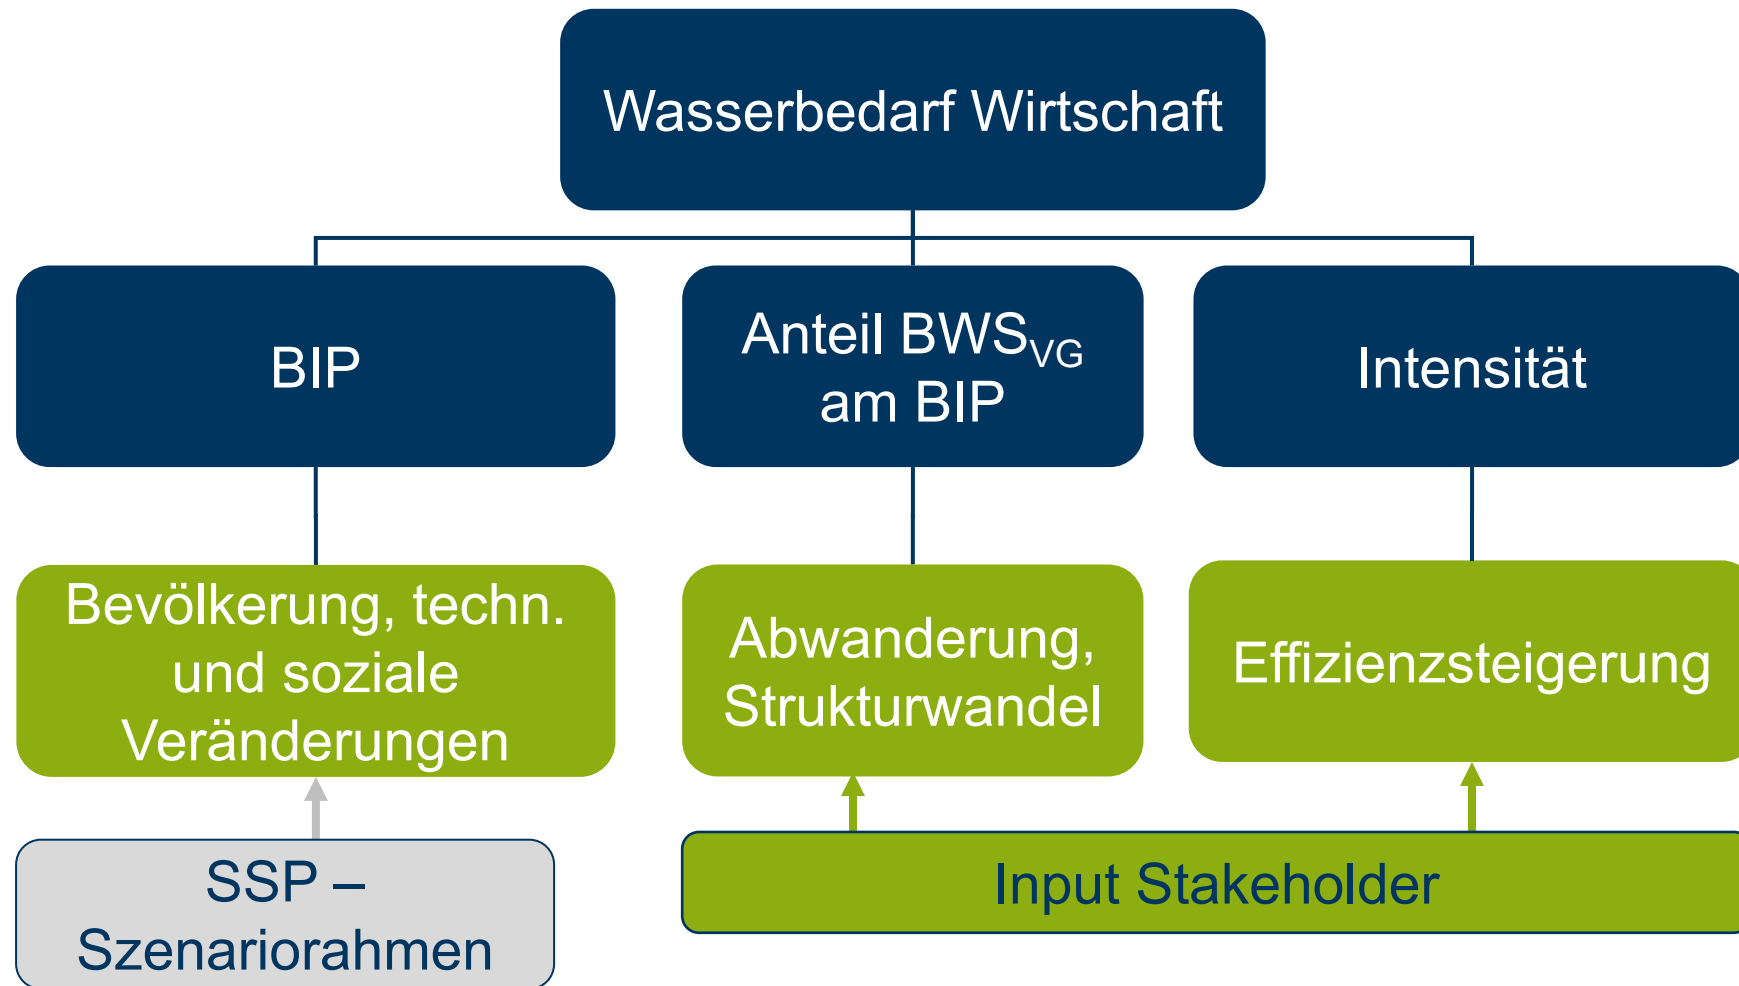 Wasserbedarf Wirtschaft
BIP
Anteil BWS_VG
am BIP
Intensität
Bevölkerung, techn.
und soziale
Veränderungen
Abwanderung,
Strukturwandel
Effizienzsteigerung
SSP –
Szenariorahmen
Input Stakeholder